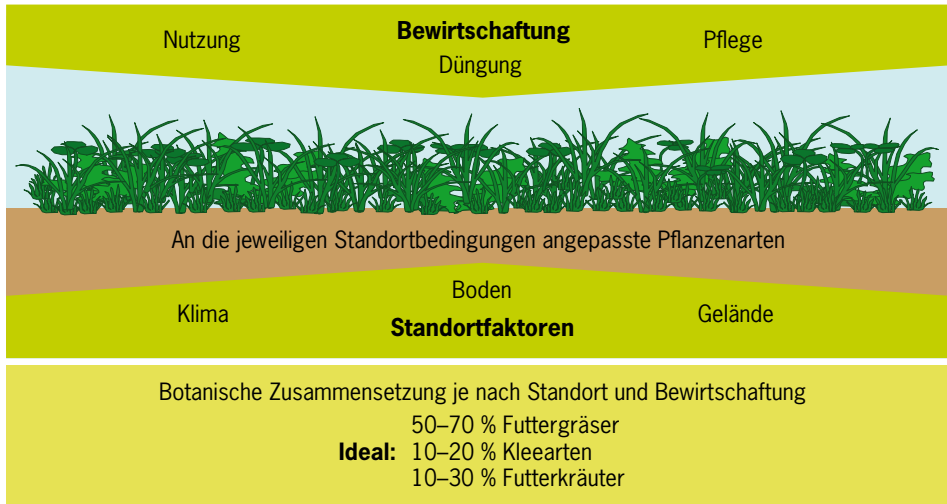 Nutzung Bewirtschaftung Pflege
Düngung
An die jeweiligen Standortbedingungen angepasste Pflanzenarten
Boden
Klima Standortfaktoren Gelände
Botanische Zusammensetzung je nach Standort und Bewirtschaftung
50–70 % Futtergräser
Ideal: 10–20 % Kleearten
10–30 % Futterkräuter